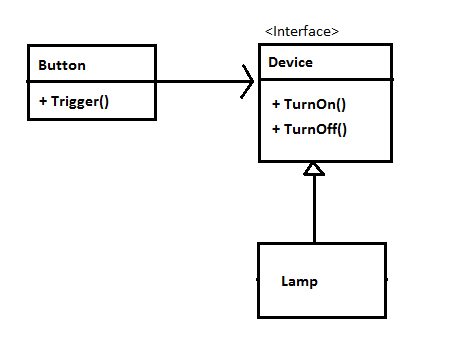 <Interface>
Button
Device
+ Trigger()
+ TurnOn()
+ TurnOff()
Lamp